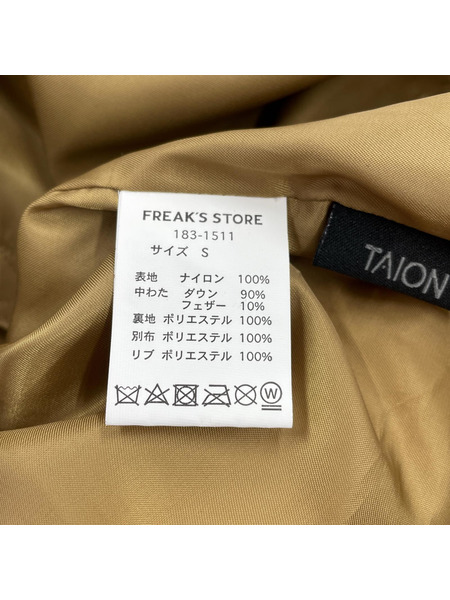 FREAK'S STORE
183-1511
サイズ S
表地 ナイロン 100%
中わた ダウン 90%
フェザー 10%
裏地 ポリエステル 100%
別布 ポリエステル 100%
リブ ポリエステル 100%
W
TAION